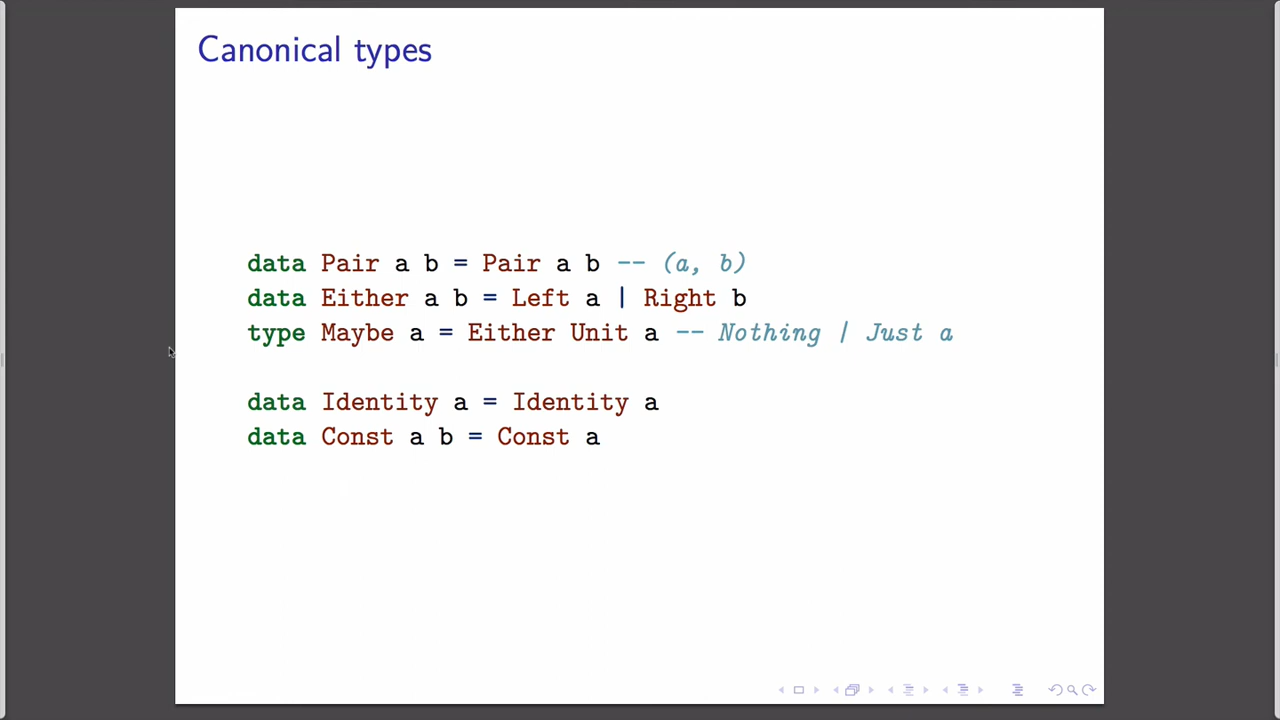 Canonical types
data Pair a b = Pair a b -- (a, b)
data Either a b = Left a | Right b
type Maybe a = Either Unit a -- Nothing | Just a
data Identity a = Identity a
data Const a b = Const a